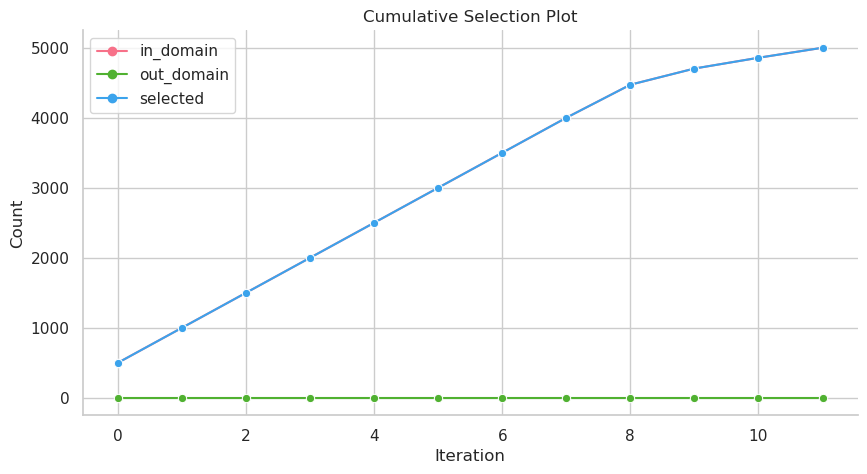 Cumulative Selection Plot
in_domain
out_domain
selected
5000
4000
3000
2000
1000
0
Count
0 2 4 6 8 10
Iteration